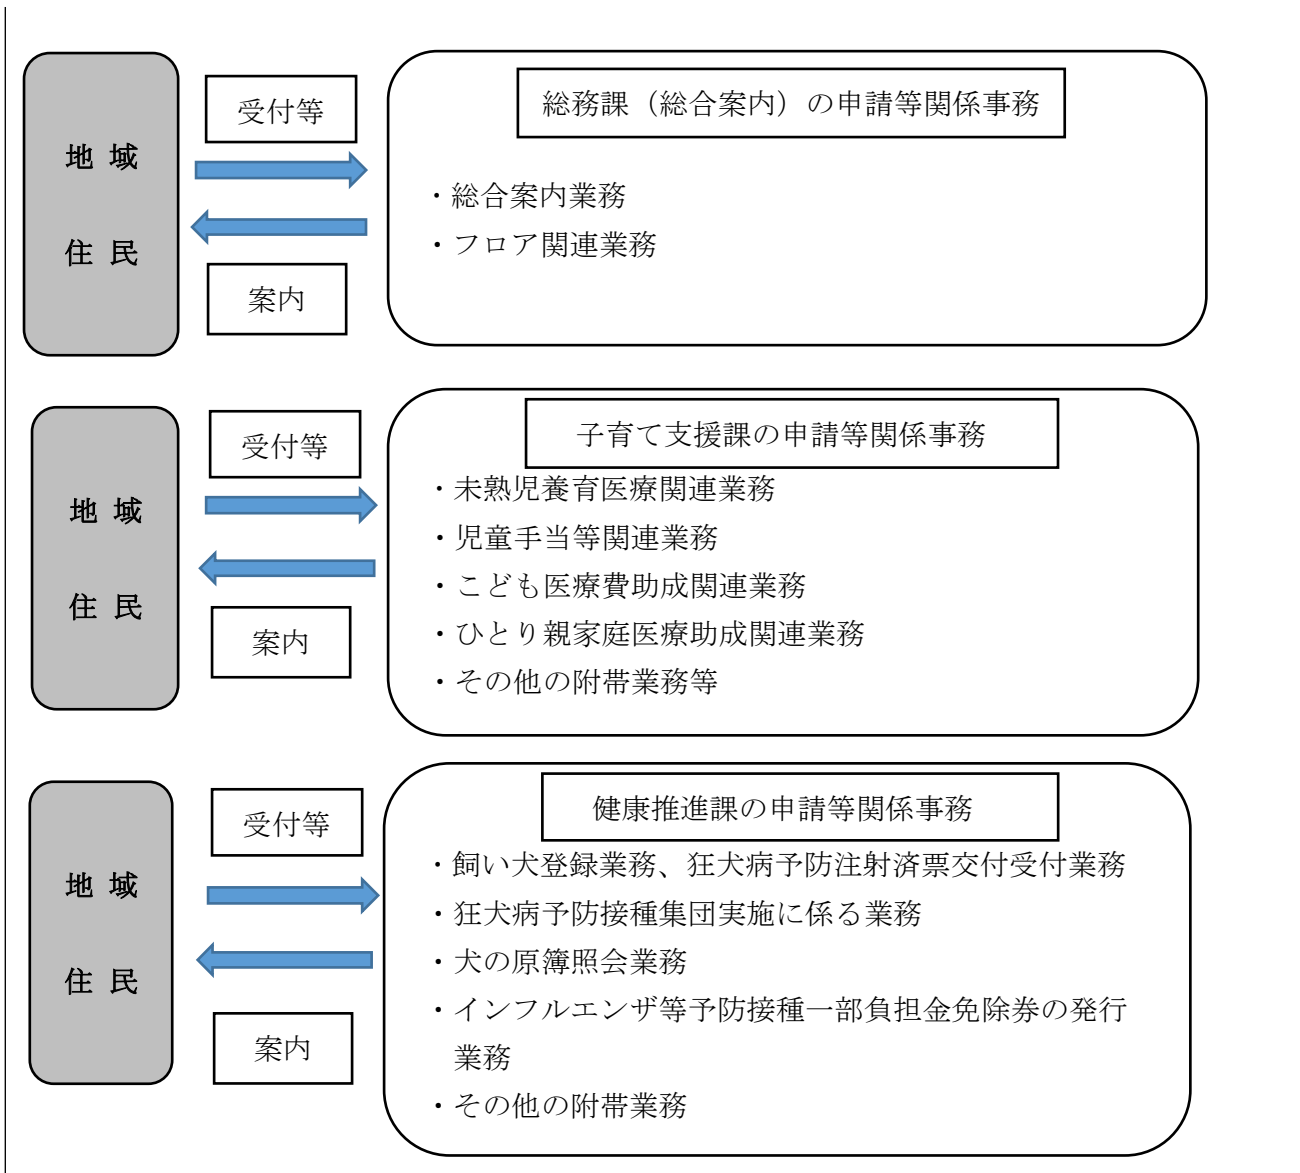 地 域
住 民
受付等
案内
総務課（総合案内）の申請等関係事務
・総合案内業務
・フロア関連業務
地 域
住 民
受付等
案内
子育て支援課の申請等関係事務
・未熟児養育医療関連業務
・児童手当等関連業務
・こども医療費助成関連業務
・ひとり親家庭医療助成関連業務
・その他の附帯業務等
地 域
住 民
受付等
案内
健康推進課の申請等関係事務
・飼い犬登録業務、狂犬病予防注射済票交付受付業務
・狂犬病予防接種集団実施に係る業務
・犬の原簿照会業務
・インフルエンザ等予防接種一部負担金免除券の発行
業務
・その他の附帯業務